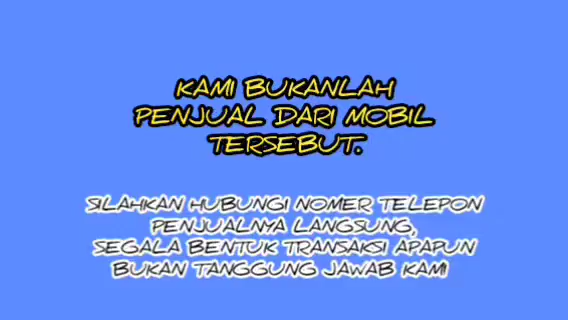 KAMI BUKANLAH
PENJUAL DARI MOBIL
TERSEBUT.
SILAHKAN HUBUNGI NOMER TELEPON
PENJUALNYA LANGSUNG,
SEGALA BENTUK TRANSAKSI APAPUN
BUKAN TANGGUNG JAWAB KAMI